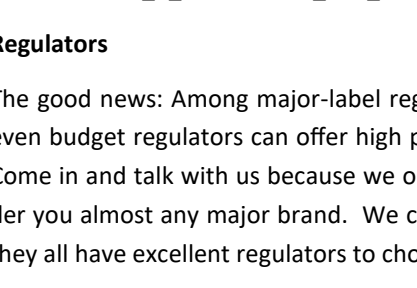 Regulators
The good news: Among major-label reg
even budget regulators can offer high p
Come in and talk with us because we o
der you almost any major brand.  We c
they all have excellent regulators to cho